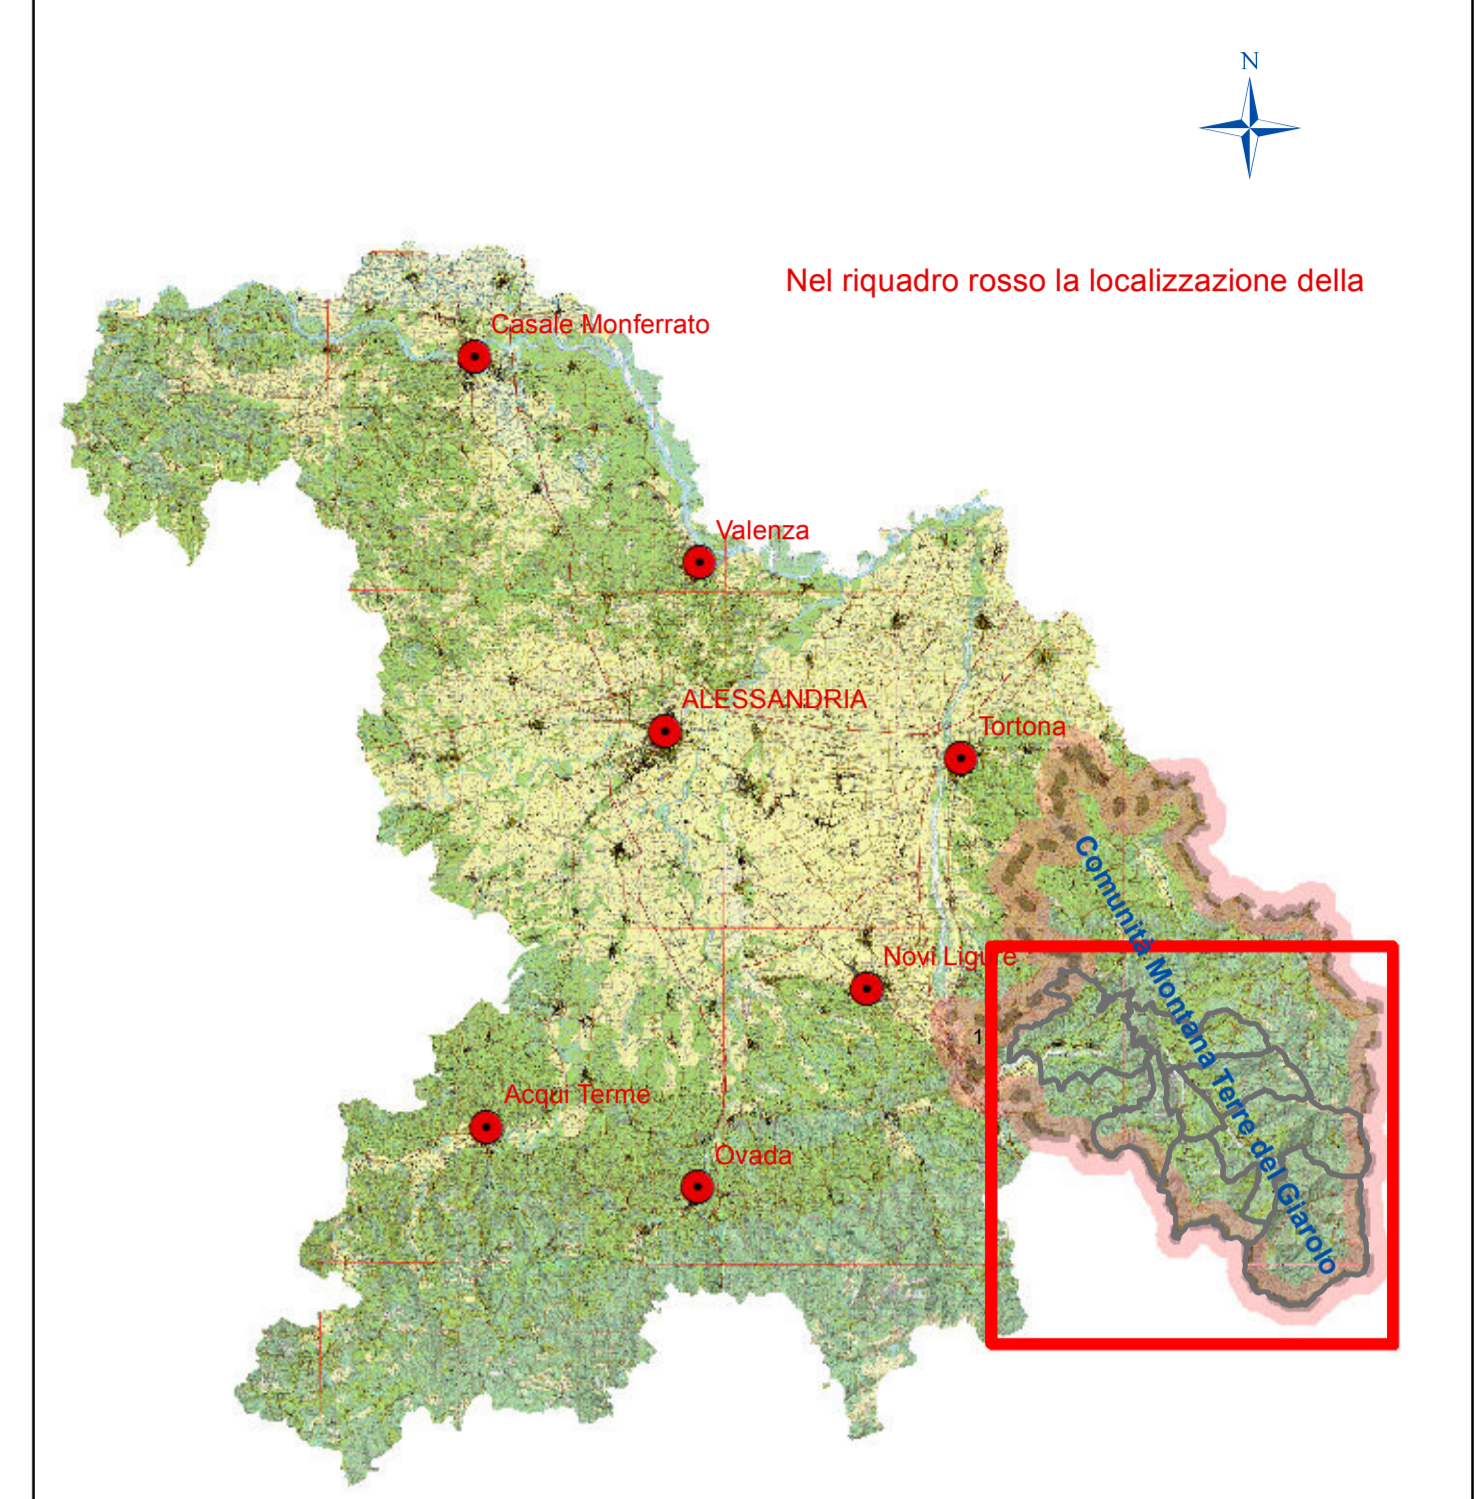 N
Nel riquadro rosso la localizzazione della
Casale Monferrato
Valenza
ALESSANDRIA
Tortona
Comunità Montana Terre del Giarolo
Novi Ligure
1
Acqui Terme
Ovada